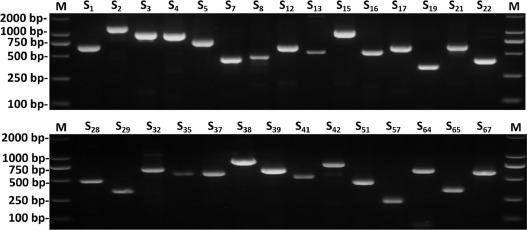 M S1 S2 S3 S4 S5 S7 S8 S12 S13 S15 S16 S17 S19 S21 S22 M
2000 bp-
1000 bp-
750 bp-
500 bp-
250 bp-
100 bp-
M S28 S29 S32 S35 S37 S38 S39 S41 S42 S51 S57 S64 S65 S67 M
2000 bp-
1000 bp-
750 bp-
500 bp-
250 bp-
100 bp-